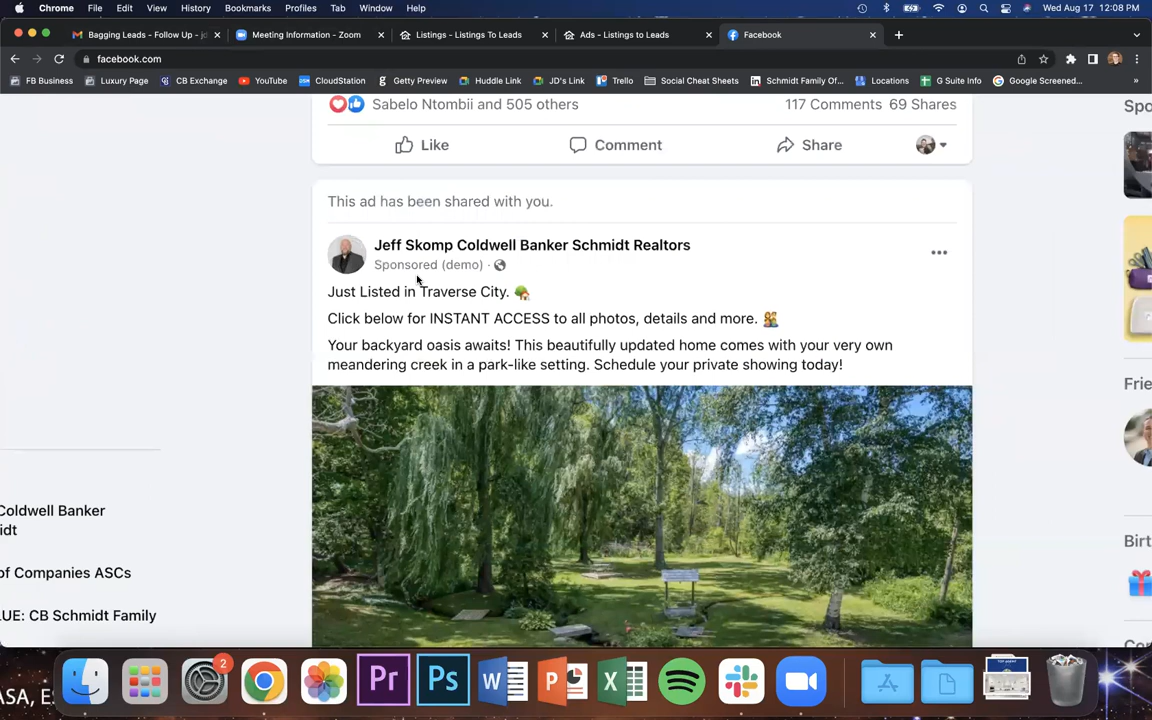 Chrome File Edit View History Bookmarks Profiles Tab Window Help Wed Aug 17 12:08 PM
Bagging Leads - Follow Up - jd Meeting Information - Zoom Listings - Listings To Leads Ads - Listings to Leads Facebook
facebook.com
FB Business Luxury Page CB Exchange YouTube CloudStation Getty Preview Huddle Link JD's Link Trello Social Cheat Sheets Schmidt Family Of... Locations G Suite Info Google Screened...
Sabelo Ntombii and 505 others 117 Comments 69 Shares
Like Comment Share
This ad has been shared with you.
Jeff Skomp Coldwell Banker Schmidt Realtors
Sponsored (demo) ·
Just Listed in Traverse City.
Click below for INSTANT ACCESS to all photos, details and more.
Your backyard oasis awaits! This beautifully updated home comes with your very own
meandering creek in a park-like setting. Schedule your private showing today!
Coldwell Banker
idt
of Companies ASCs
LUE: CB Schmidt Family
Spo
Frie
Birt
2
Pr Ps W P X
ASA, E